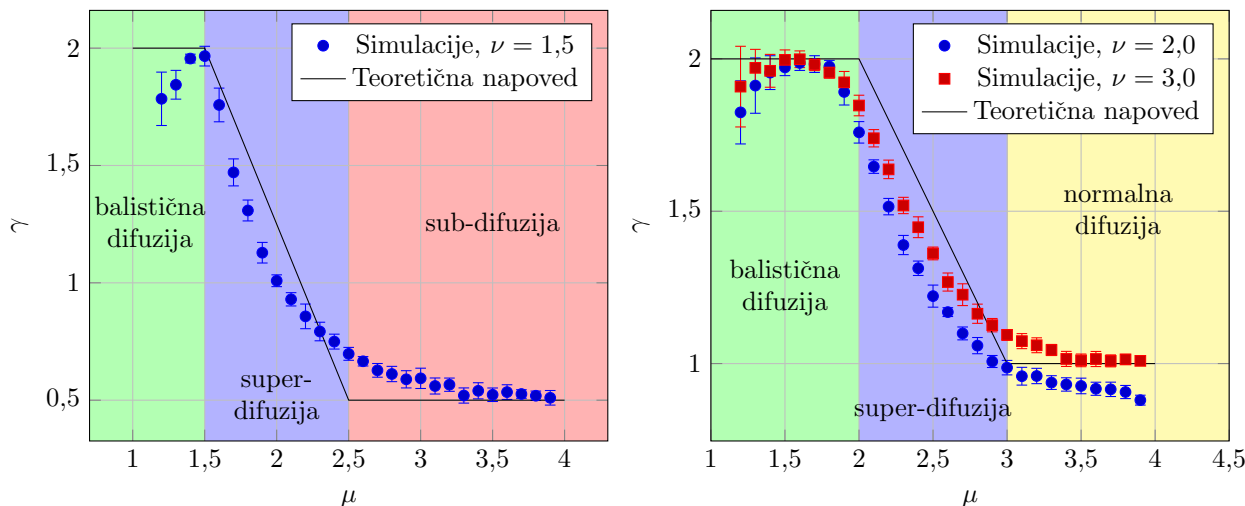 Simulacije, ν = 1,5
Teoretična napoved
balistična
difuzija
super-
difuzija
sub-difuzija
2
1,5
1
0,5
γ
1 1,5 2 2,5 3 3,5 4
μ
Simulacije, ν = 2,0
Simulacije, ν = 3,0
Teoretična napoved
balistična
difuzija
super-difuzija
normalna
difuzija
2
1,5
1
γ
1 1,5 2 2,5 3 3,5 4 4,5
μ